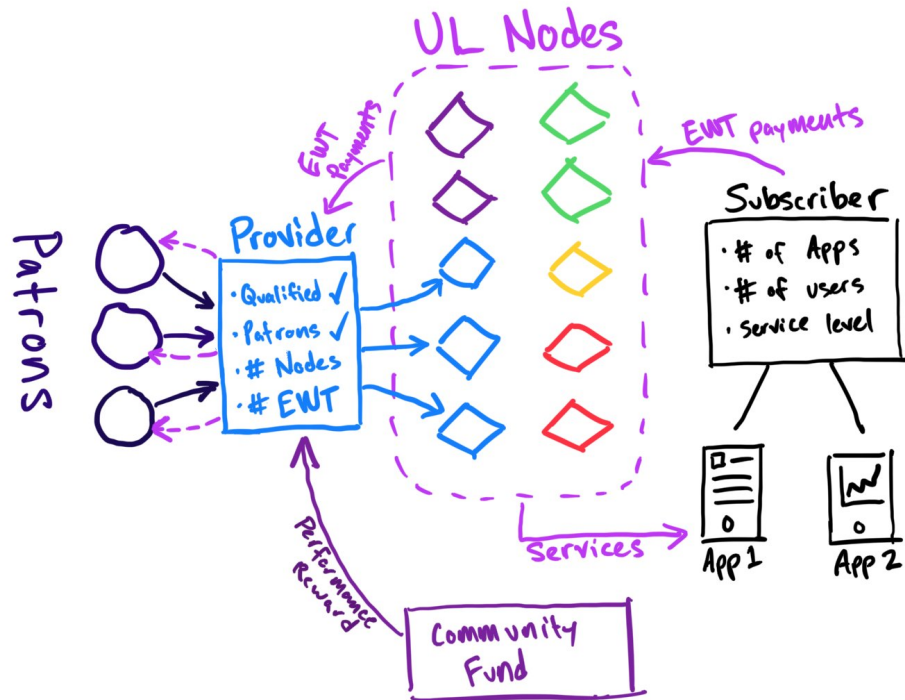 UL Nodes
EWT
Payments
EWT payments
Patrons
Provider
• Qualified ✓
• Patrons ✓
• # Nodes
• # EWT
Subscriber
• # of Apps
• # of users
• service level
App 1
App 2
Services
Performance
Reward
Community
Fund